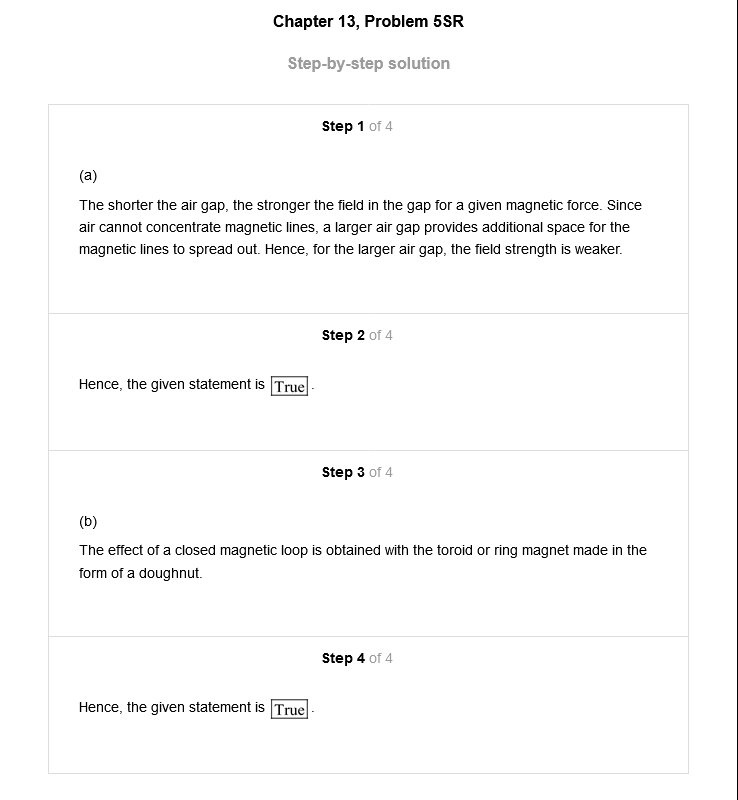 Chapter 13, Problem 5SR
Step-by-step solution
Step 1 of 4
(a)
The shorter the air gap, the stronger the field in the gap for a given magnetic force. Since
air cannot concentrate magnetic lines, a larger air gap provides additional space for the
magnetic lines to spread out. Hence, for the larger air gap, the field strength is weaker.
Step 2 of 4
Hence, the given statement is True .
Step 3 of 4
(b)
The effect of a closed magnetic loop is obtained with the toroid or ring magnet made in the
form of a doughnut.
Step 4 of 4
Hence, the given statement is True .